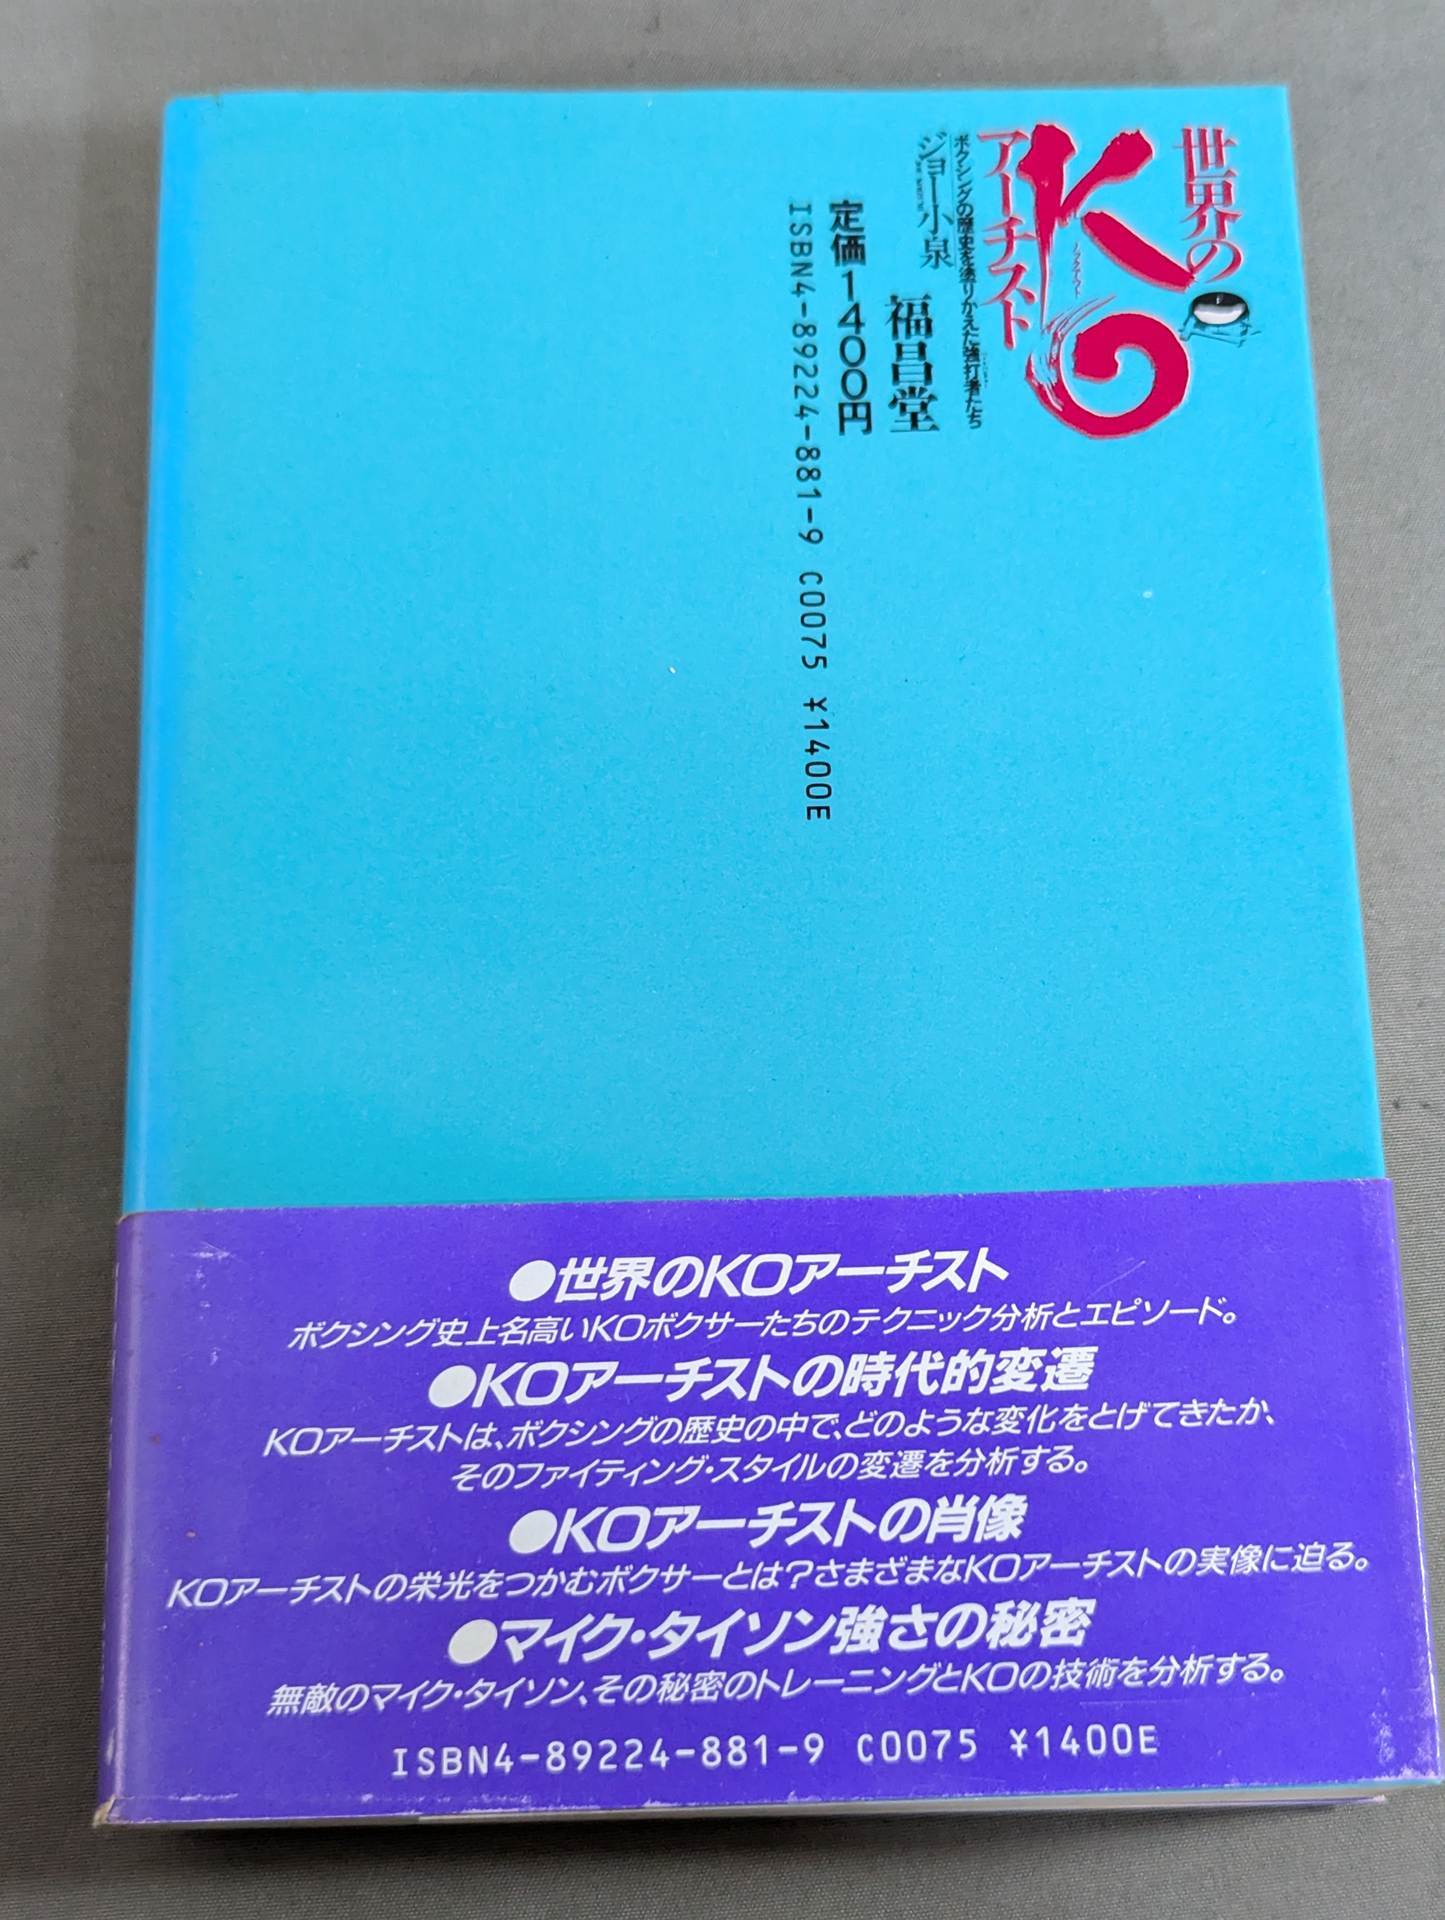 世界の
KO
ノックアウト
アーチスト
ボクシングの歴史を塗りかえた強打者たち
ジョー小泉
福昌堂
定価1400円
ISBN4-89224-881-9 C0075 ¥1400E
●世界のKOアーチスト
ボクシング史上名高いKOボクサーたちのテクニック分析とエピソード。
●KOアーチストの時代的変遷
KOアーチストは、ボクシングの歴史の中で、どのような変化をとげてきたか、
そのファイティング・スタイルの変遷を分析する。
●KOアーチストの肖像
KOアーチストの栄光をつかむボクサーとは?さまざまなKOアーチストの実像に迫る。
●マイク・タイソン強さの秘密
無敵のマイク・タイソン、その秘密のトレーニングとKOの技術を分析する。
ISBN4-89224-881-9 C0075 ¥1400E